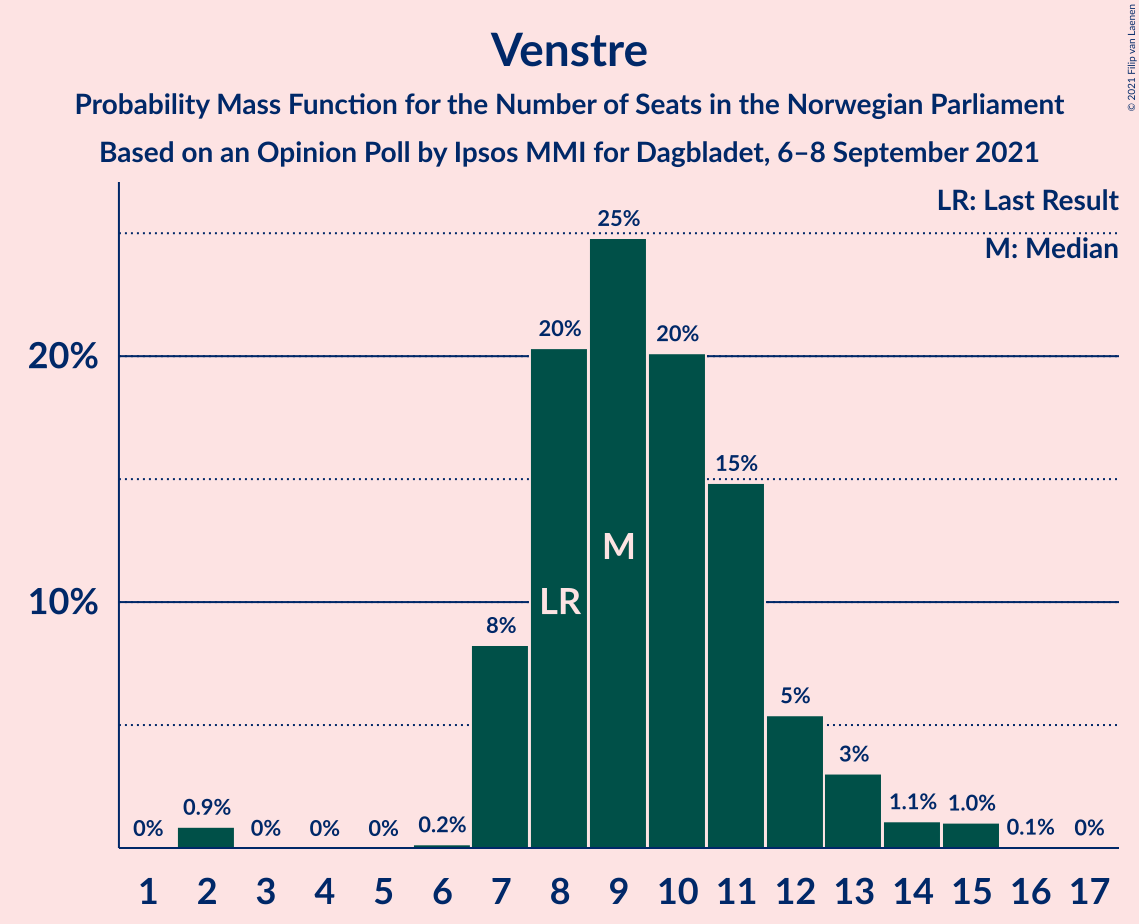 Venstre
Probability Mass Function for the Number of Seats in the Norwegian Parliament
Based on an Opinion Poll by Ipsos MMI for Dagbladet, 6–8 September 2021
© 2021 Filip van Laenen
LR: Last Result
M: Median
20%
10%
0%
0.9%
0%
0%
0%
0.2%
8%
20%
25%
20%
15%
5%
3%
1.1%
1.0%
0.1%
0%
LR
M
1 2 3 4 5 6 7 8 9 10 11 12 13 14 15 16 17